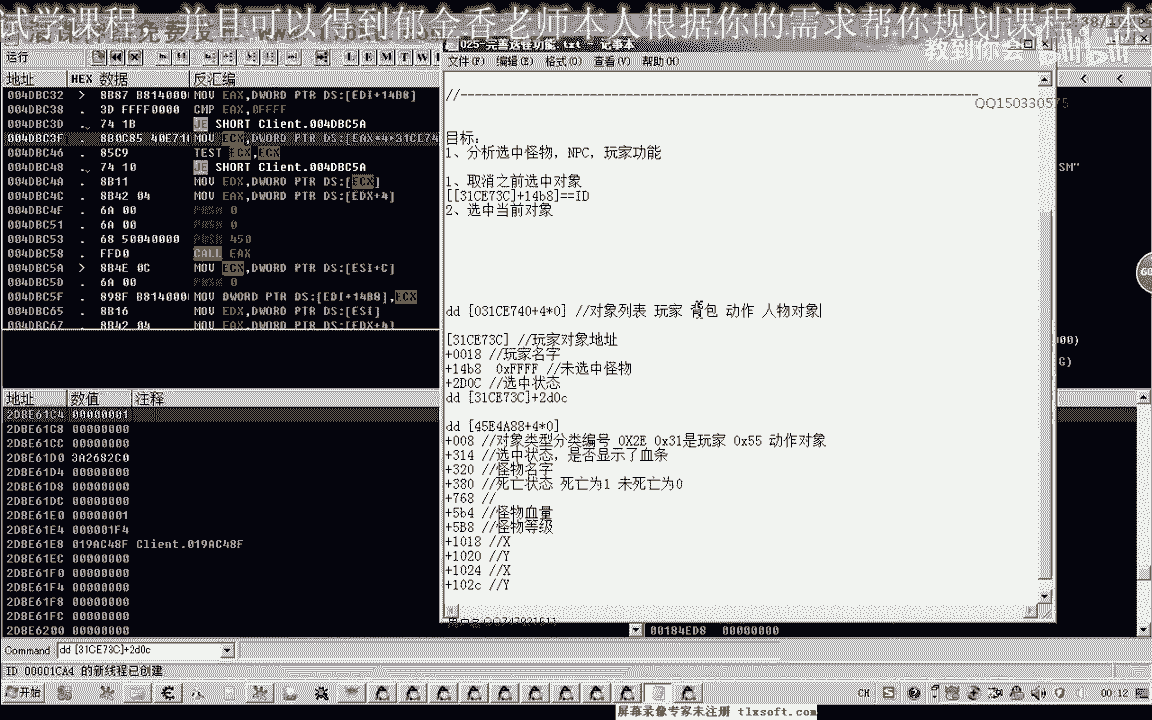 试学课程 并且可以得到郁金香老师本人根据你的需求帮你规划课程
教到你会
025-完善选怪功能.txt - 记事本
运行
L E M T W
文件(F) 编辑(E) 格式(O) 查看(V) 帮助(H)
地址 HEX 数据 反汇编
004DBC32 > 8B87 B8140000 MOV EAX,DWORD PTR DS:[EDI+14B8]
004DBC38 . 3D FFFF0000 CMP EAX,0FFFF
004DBC3D . 74 1B JE SHORT Client.004DBC5A
004DBC3F . 8B0C85 40E71 MOV ECX,DWORD PTR DS:[EAX*4+31CE74
004DBC46 . 85C9 TEST ECX,ECX
004DBC48 . 74 10 JE SHORT Client.004DBC5A
004DBC4A . 8B11 MOV EDX,DWORD PTR DS:[ECX]
004DBC4C . 8B42 04 MOV EAX,DWORD PTR DS:[EDX+4]
004DBC4F . 6A 00 PUSH 0
004DBC51 . 6A 00 PUSH 0
004DBC53 . 68 50040000 PUSH 450
004DBC58 . FFD0 CALL EAX
004DBC5A > 8B4E 0C MOV ECX,DWORD PTR DS:[ESI+C]
004DBC5D . 6A 00 PUSH 0
004DBC5F . 898F B8140000 MOV DWORD PTR DS:[EDI+14B8],ECX
004DBC65 . 8B16 MOV EDX,DWORD PTR DS:[ESI]
004DBC67 . 8B42 04 MOV EAX,DWORD PTR DS:[EDX+4]
QQ150330575
目标：
1、分析选中怪物，NPC，玩家功能
1、取消之前选中对象
[[31CE73C]+14b8]==ID
2、选中当前对象
dd [031CE740+4*0] //对象列表 玩家 背包 动作 人物对象
[31CE73C] //玩家对象地址
+0018 //玩家名字
+14b8 0xFFFF //未选中怪物
+2D0C //选中状态
dd [31CE73C]+2d0c
dd [45E4A88+4*0]
+008 //对象类型分类编号 0X2E 0x31是玩家 0x55 动作对象
+314 //选中状态，是否显示了血条
+320 //怪物名字
+380 //死亡状态 死亡为1 未死亡为0
+768 //
+5b4 //怪物血量
+5B8 //怪物等级
+1018 //X
+1020 //Y
+1024 //X
+102c //Y
地址 数值 注释
2DBE61C4 00000001
2DBE61C8 00000000
2DBE61CC 00000000
2DBE61D0 3A2682C0
2DBE61D4 00000000
2DBE61D8 00000000
2DBE61DC 00000000
2DBE61E0 00000001
2DBE61E4 000001F4
2DBE61E8 019AC48F Client.019AC48F
2DBE61EC 00000000
2DBE61F0 00000000
2DBE61F4 00000000
2DBE61F8 00000000
2DBE61FC 00000000
2DBE6200 00000000
00184ED8 00000000
Command dd [31CE73C]+2d0c
ID 00001CA4 的新线程已创建
开始
CH
00:12
屏幕录像专家未注册 tlxsoft.com